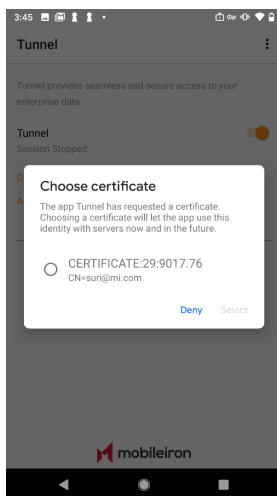 3:45
Tunnel
Tunnel provides seamless and secure access to your
enterprise data.
Tunnel
Session Stopped
C
Choose certificate
A
The app Tunnel has requested a certificate.
Choosing a certificate will let the app use this
identity with servers now and in the future.
CERTIFICATE:29:9017.76
CN=suri@mi.com
Deny
Select
mobileiron